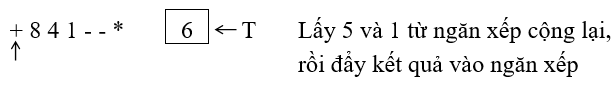 + 8 4 1 - - * 6 ← T Lấy 5 và 1 từ ngăn xếp cộng lại,
↑ rồi đẩy kết quả vào ngăn xếp